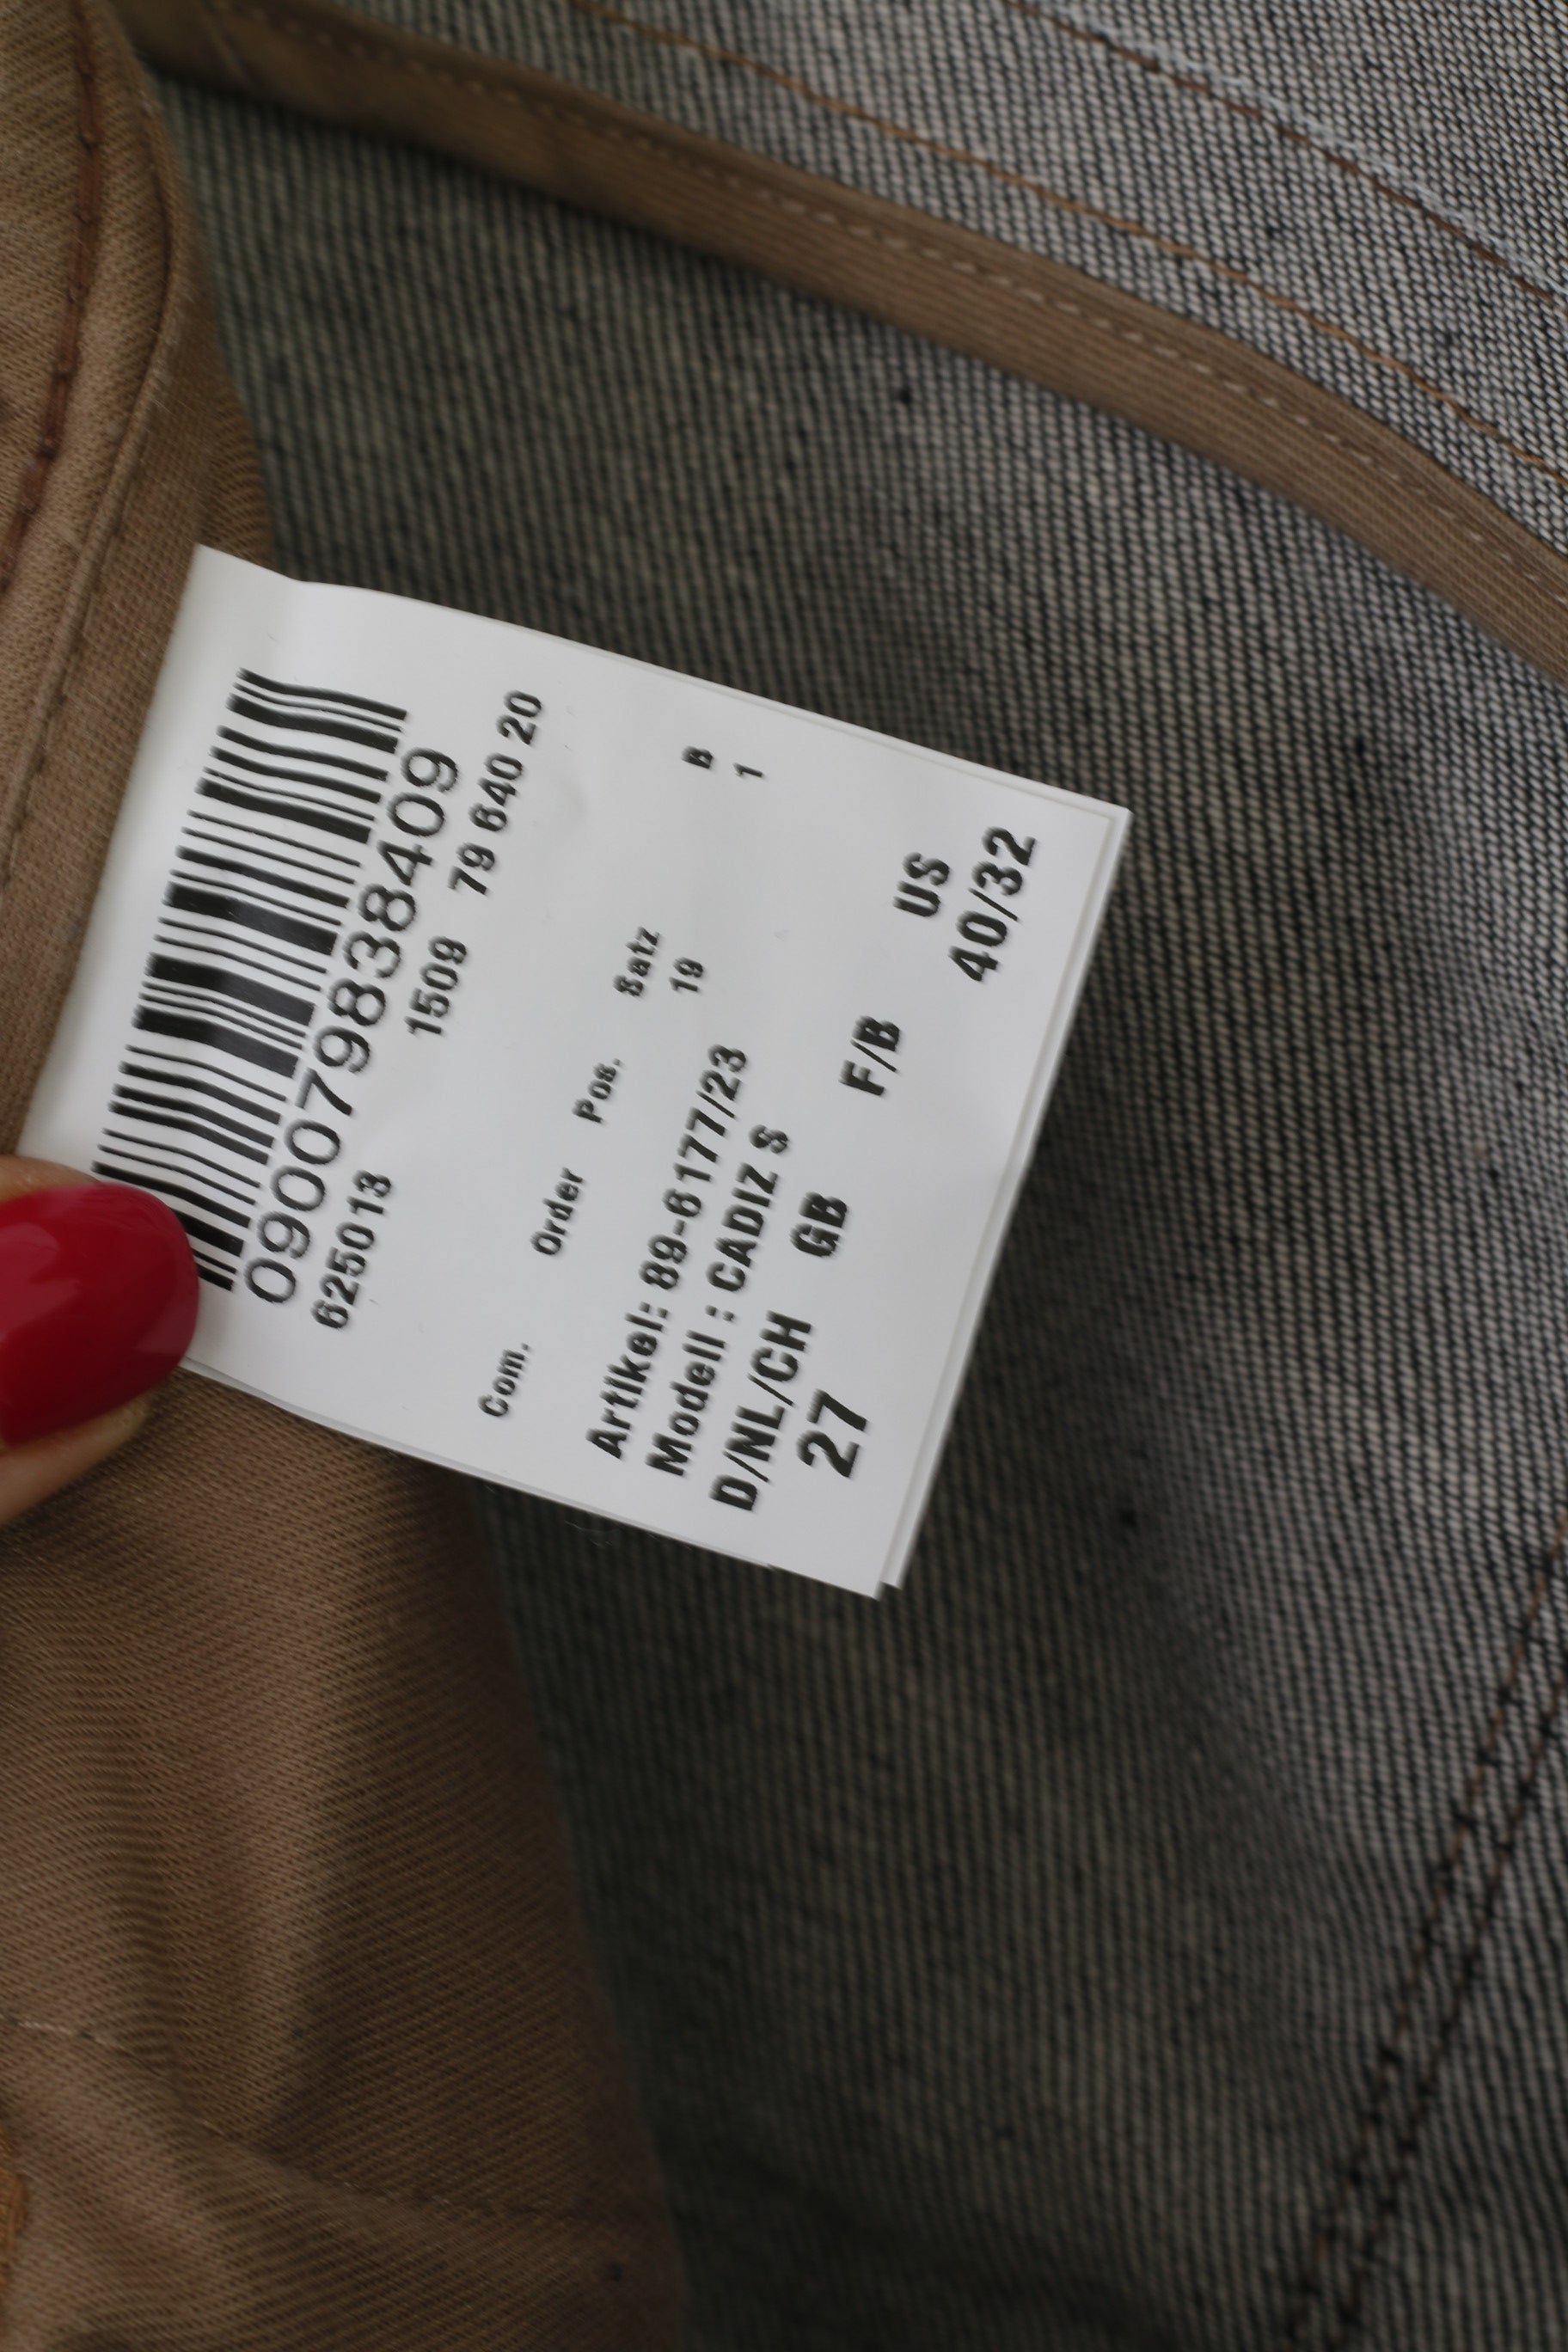 090079838409
625013 1509 79 640 20
Com. Order Pos. Satz B
19 1
Artikel: 89-6177/23
Modell : CADIZ S
D/NL/CH GB F/B US
27 40/32